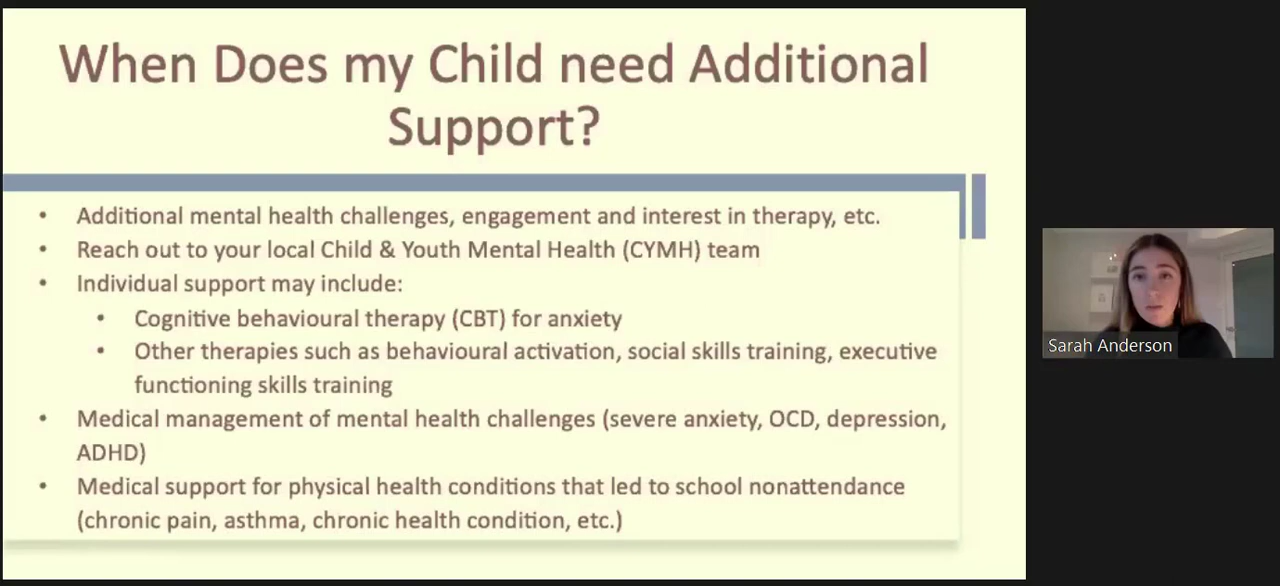 When Does my Child need Additional
Support?
• Additional mental health challenges, engagement and interest in therapy, etc.
• Reach out to your local Child & Youth Mental Health (CYMH) team
• Individual support may include:
• Cognitive behavioural therapy (CBT) for anxiety
• Other therapies such as behavioural activation, social skills training, executive
functioning skills training
• Medical management of mental health challenges (severe anxiety, OCD, depression,
ADHD)
• Medical support for physical health conditions that led to school nonattendance
(chronic pain, asthma, chronic health condition, etc.)
Sarah Anderson